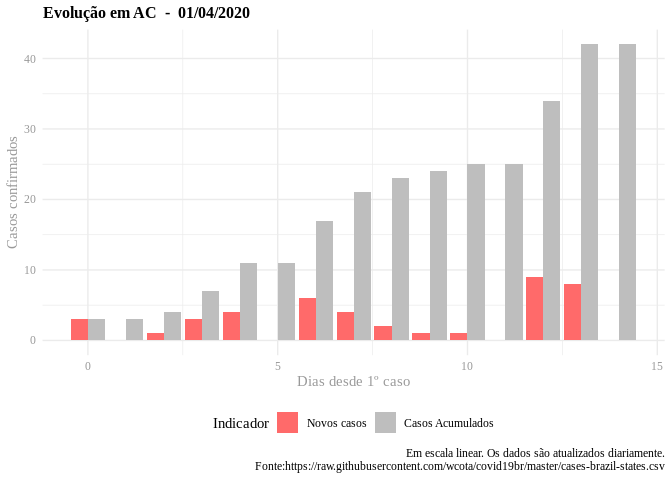 Evolução em AC - 01/04/2020
Casos confirmados
40
30
20
10
0
0
5
10
15
Dias desde 1º caso
Indicador
Novos casos
Casos Acumulados
Em escala linear. Os dados são atualizados diariamente.
Fonte:https://raw.githubusercontent.com/wcota/covid19br/master/cases-brazil-states.csv